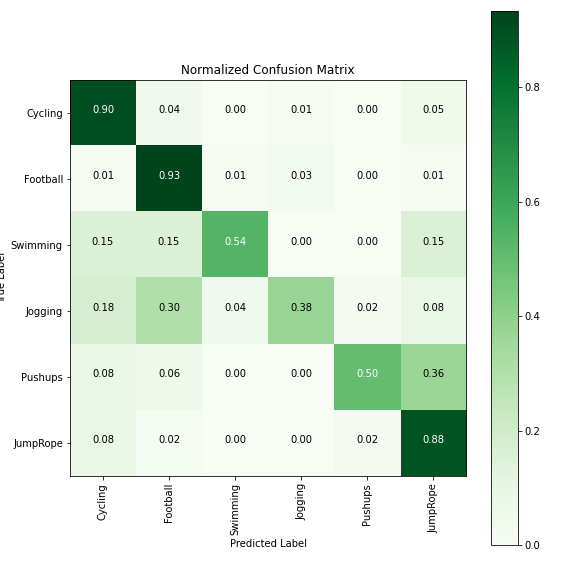 Normalized Confusion Matrix
Cycling 0.90 0.04 0.00 0.01 0.00 0.05
Football 0.01 0.93 0.01 0.03 0.00 0.01
Swimming 0.15 0.15 0.54 0.00 0.00 0.15
Jogging 0.18 0.30 0.04 0.38 0.02 0.08
Pushups 0.08 0.06 0.00 0.00 0.50 0.36
JumpRope 0.08 0.02 0.00 0.00 0.02 0.88
Cycling Football Swimming Jogging Pushups JumpRope
Predicted Label
True Label
0.8
0.6
0.4
0.2
0.0